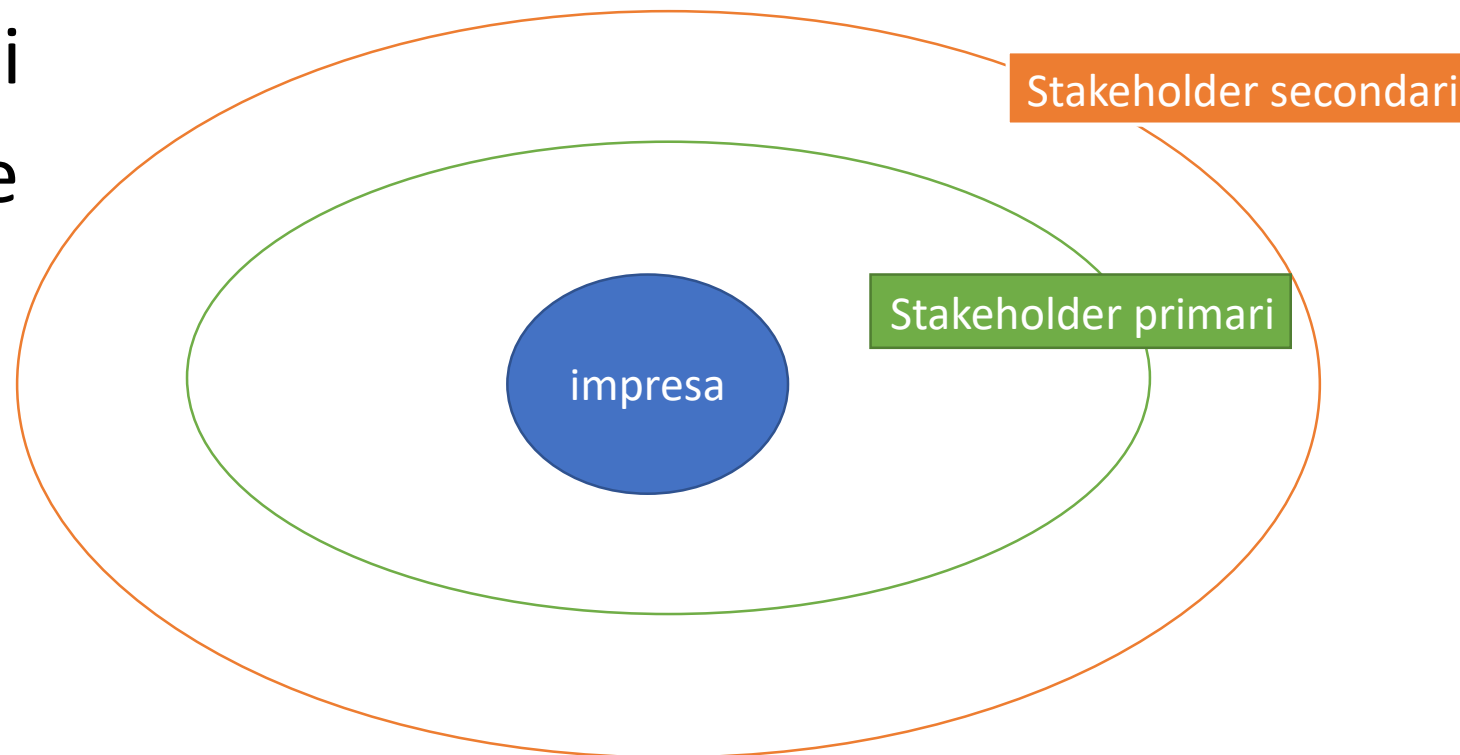 i
e
Stakeholder secondari
Stakeholder primari
impresa